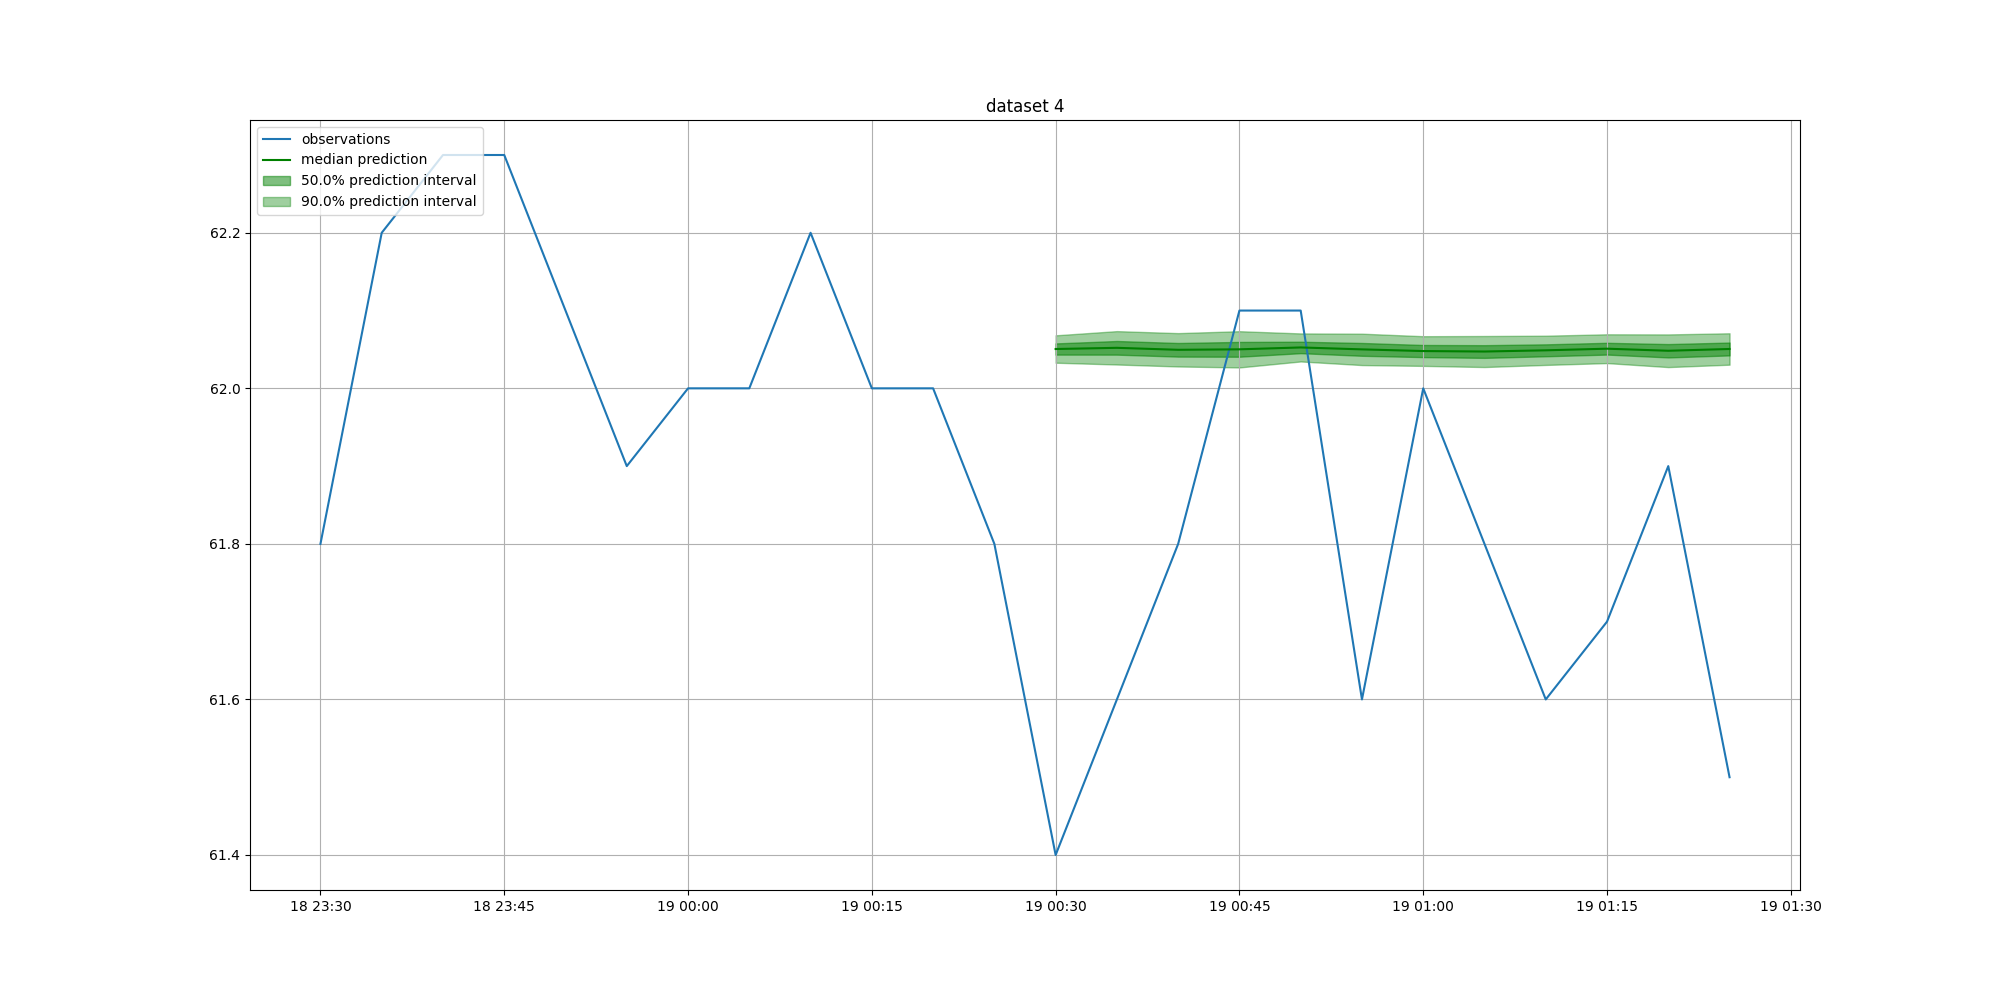 dataset 4
observations
median prediction
50.0% prediction interval
90.0% prediction interval
62.2
62.0
61.8
61.6
61.4
18 23:30 18 23:45 19 00:00 19 00:15 19 00:30 19 00:45 19 01:00 19 01:15 19 01:30